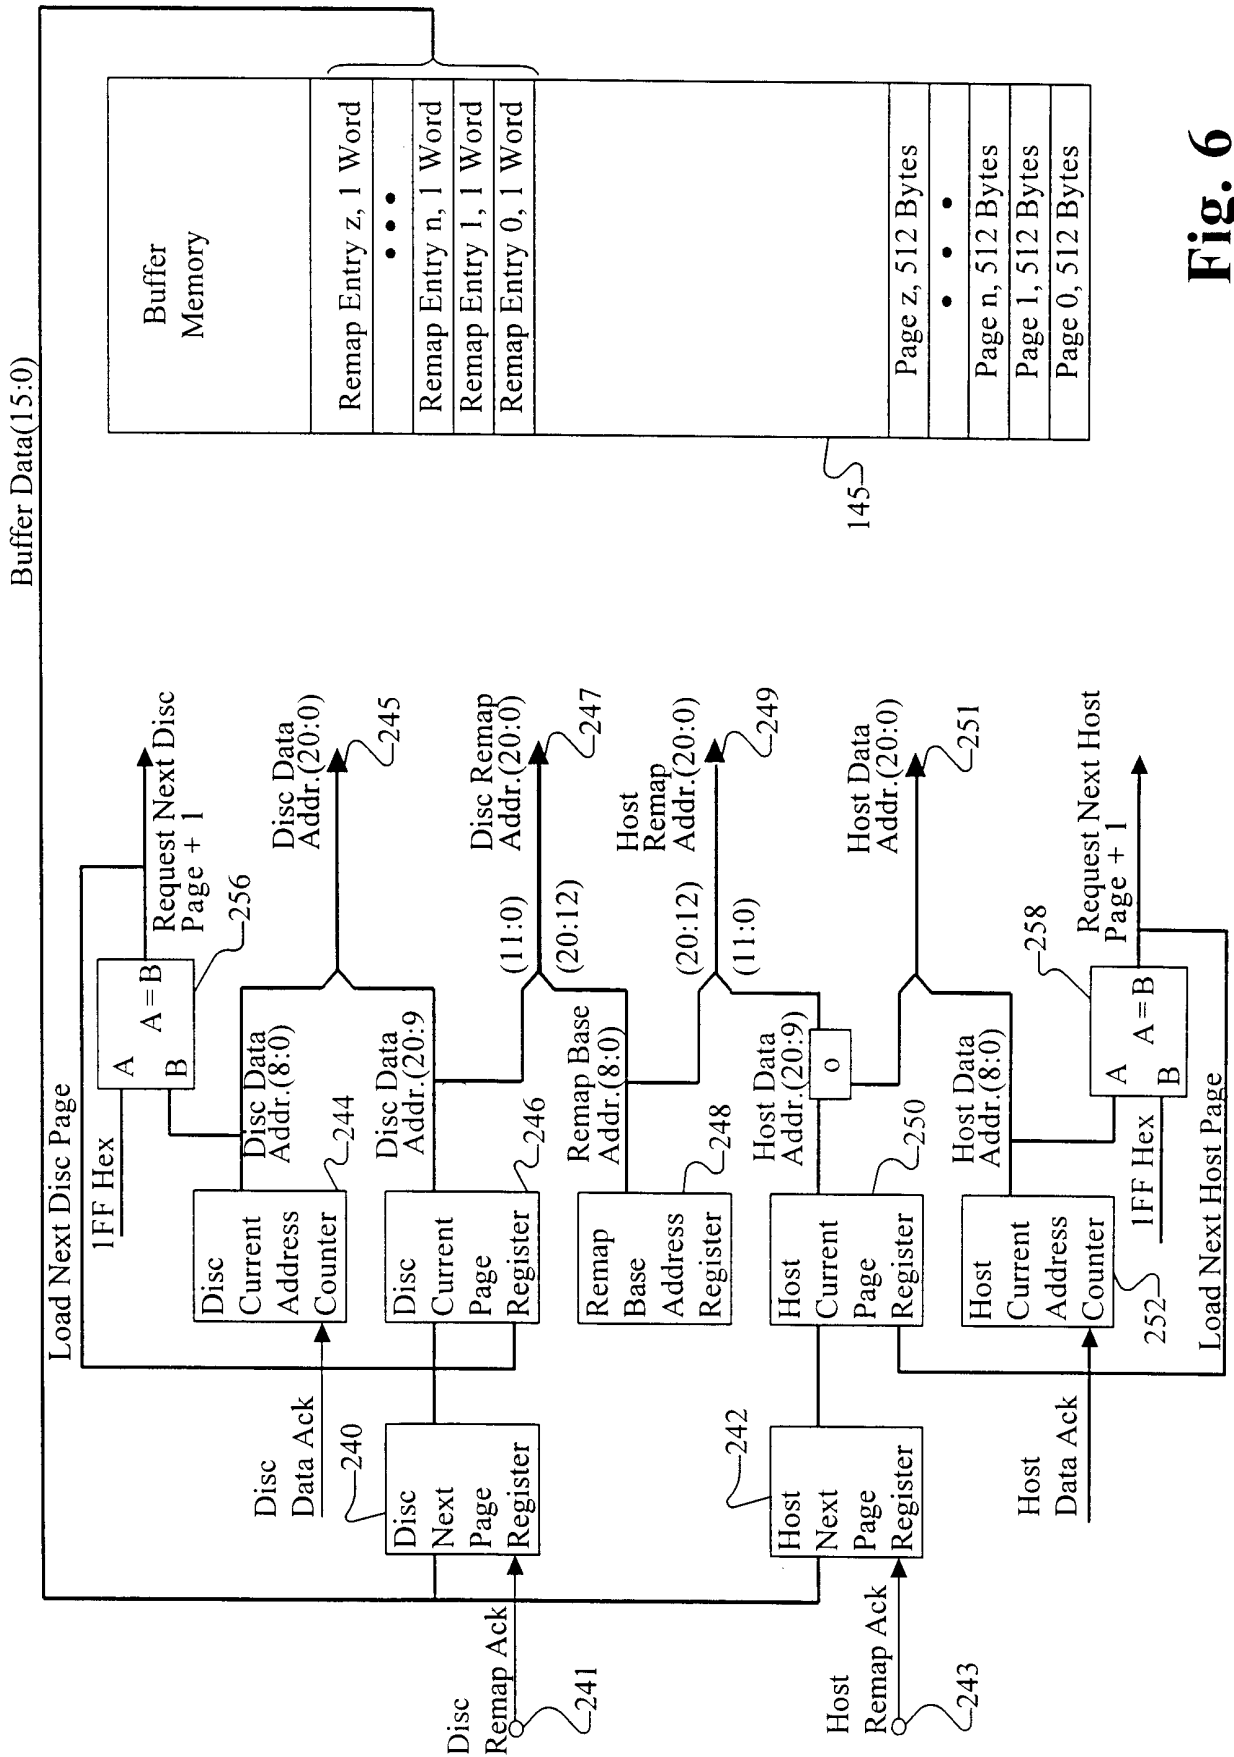 Buffer Data(15:0)
Load Next Disc Page
1FF Hex
A
B
A = B
Request Next Disc
Page + 1
256
Disc
Data Ack
Disc
Current
Address
Counter
244
Disc Data
Addr.(8:0)
Disc Data
Addr.(20:0)
245
240
Disc
Next
Page
Register
Disc
Remap Ack
241
Disc
Current
Page
Register
246
Disc Data
Addr.(20:9
(11:0)
(20:12)
Disc Remap
Addr.(20:0)
247
Remap
Base
Address
Register
248
Remap Base
Addr.(8:0)
(20:12)
(11:0)
Host
Remap
Addr.(20:0)
249
242
Host
Next
Page
Register
Host
Remap Ack
243
Host
Current
Page
Register
250
Host Data
Addr.(20:9)
o
Host Data
Addr.(20:0)
251
Host
Data Ack
Host
Current
Address
Counter
252
Host Data
Addr.(8:0)
1FF Hex
A
B
A = B
258
Request Next Host
Page + 1
Load Next Host Page
Buffer
Memory
Remap Entry z, 1 Word
• • •
Remap Entry n, 1 Word
Remap Entry 1, 1 Word
Remap Entry 0, 1 Word
145
Page z, 512 Bytes
• • •
Page n, 512 Bytes
Page 1, 512 Bytes
Page 0, 512 Bytes
Fig. 6